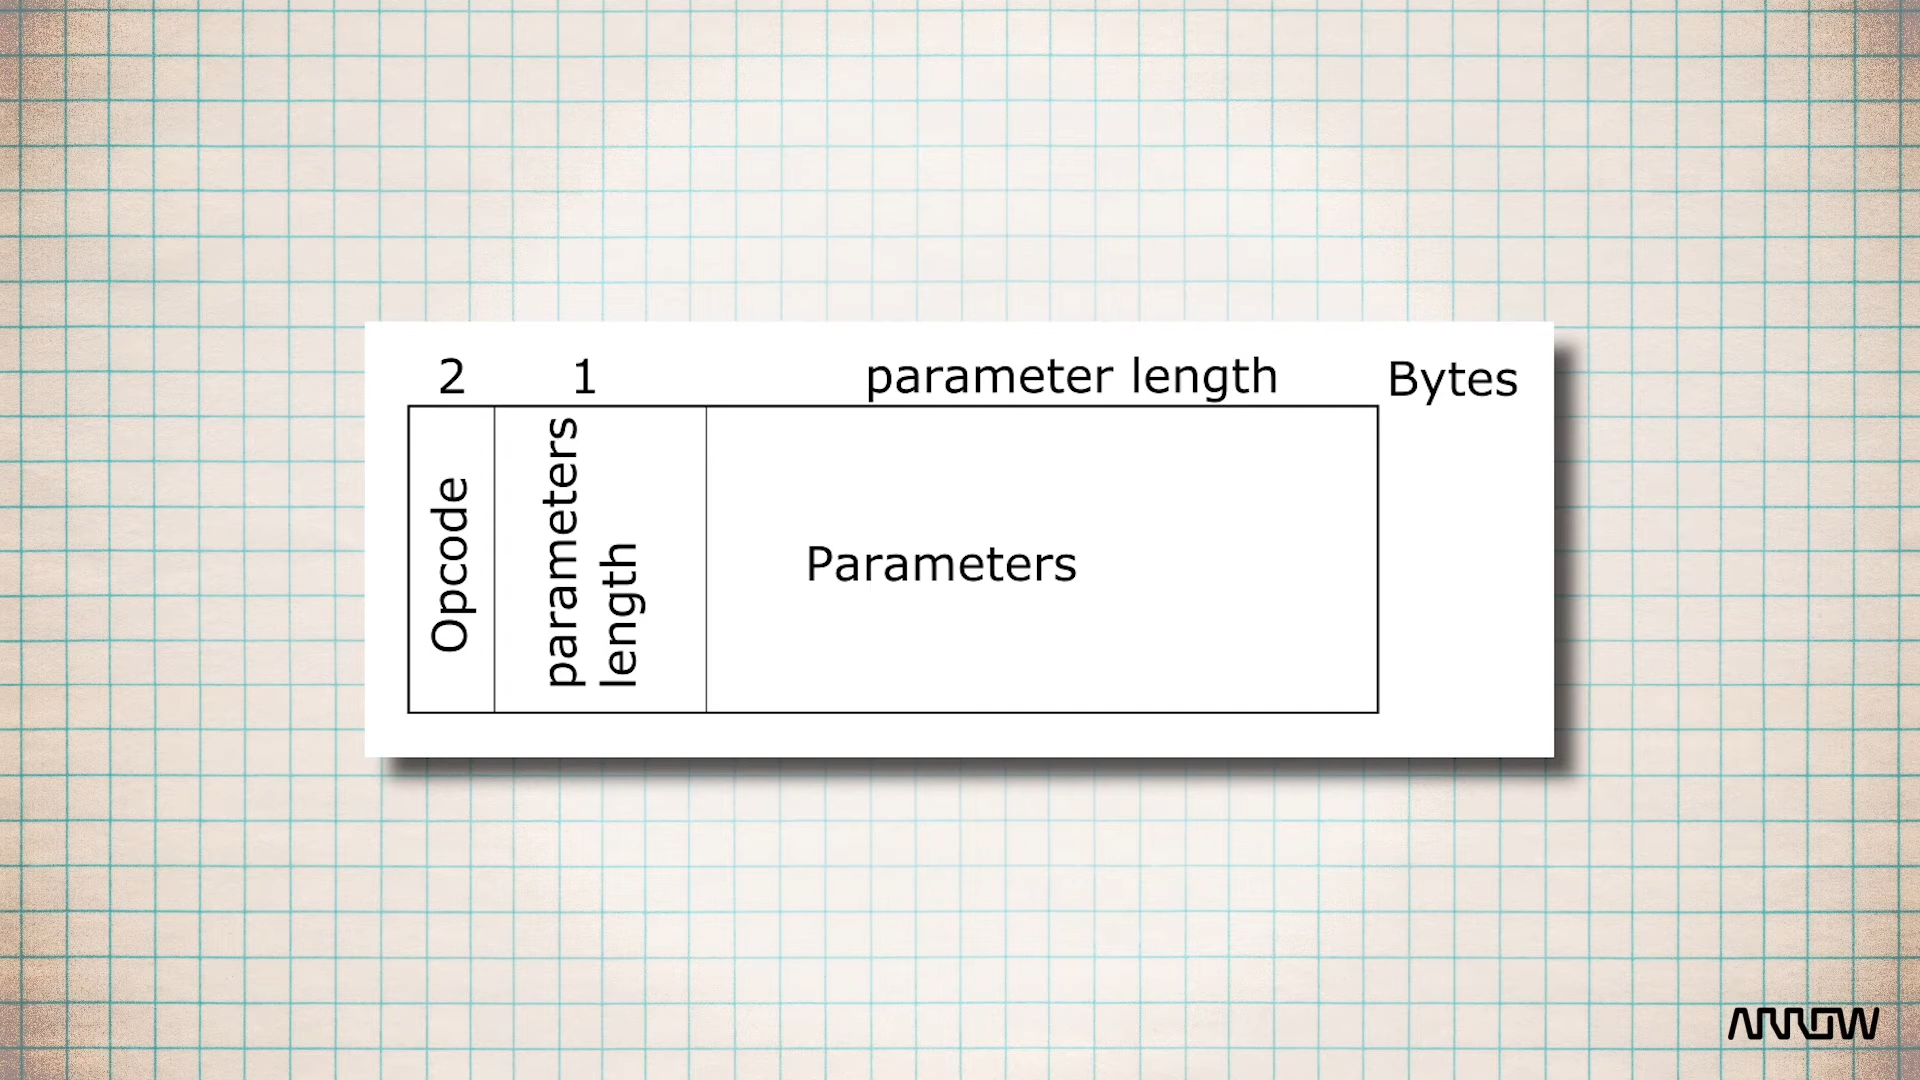 2 1 parameter length Bytes
Opcode
parameters
length
Parameters
ARROW